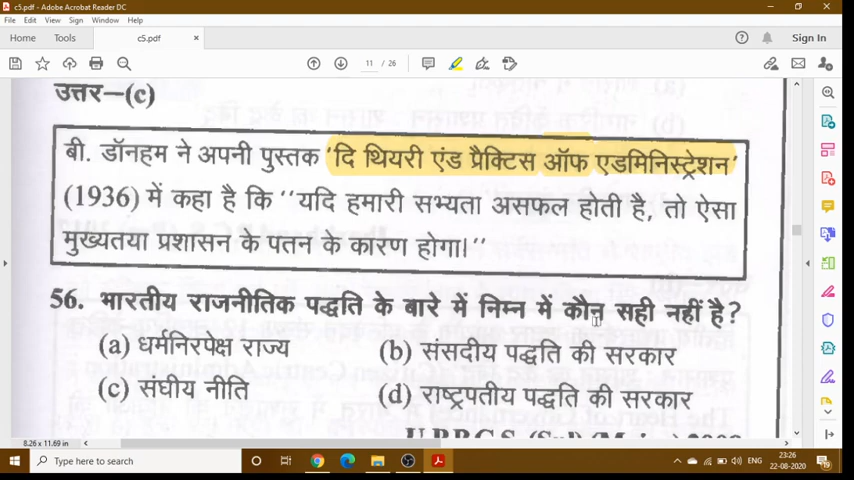 c5.pdf - Adobe Acrobat Reader DC
File Edit View Sign Window Help
Home Tools c5.pdf × Sign In
11 / 26
उत्तर—(c)
बी. डॉनहम ने अपनी पुस्तक 'दि थियरी एंड प्रैक्टिस ऑफ एडमिनिस्ट्रेशन'
(1936) में कहा है कि ''यदि हमारी सभ्यता असफल होती है, तो ऐसा
मुख्यतया प्रशासन के पतन के कारण होगा।''
56. भारतीय राजनीतिक पद्धति के बारे में निम्न में कौन सही नहीं है?
(a) धर्मनिरपेक्ष राज्य (b) संसदीय पद्धति की सरकार
(c) संघीय नीति (d) राष्ट्रपतीय पद्धति की सरकार
8.26 x 11.69 in
Type here to search ENG 23:26
22-08-2020